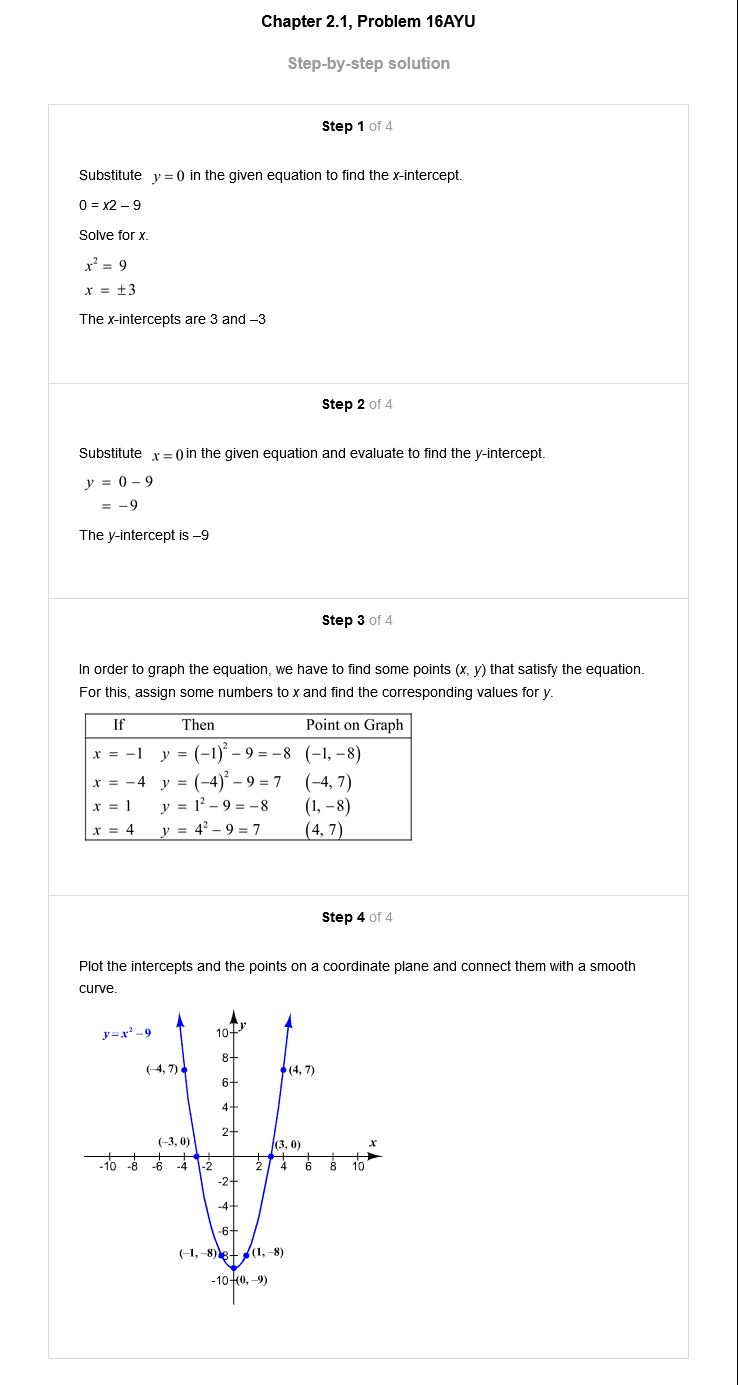 Chapter 2.1, Problem 16AYU
Step-by-step solution
Step 1 of 4
Substitute y = 0 in the given equation to find the x-intercept.
0 = x2 – 9
Solve for x.
x² = 9
x = ±3
The x-intercepts are 3 and –3
Step 2 of 4
Substitute x = 0 in the given equation and evaluate to find the y-intercept.
y = 0 – 9
= –9
The y-intercept is –9
Step 3 of 4
In order to graph the equation, we have to find some points (x, y) that satisfy the equation.
For this, assign some numbers to x and find the corresponding values for y.
If Then Point on Graph
x = –1 y = (–1)² – 9 = –8 (–1, –8)
x = –4 y = (–4)² – 9 = 7 (–4, 7)
x = 1 y = 1² – 9 = –8 (1, –8)
x = 4 y = 4² – 9 = 7 (4, 7)
Step 4 of 4
Plot the intercepts and the points on a coordinate plane and connect them with a smooth
curve.
y = x² – 9 10 y
8
(–4, 7) (4, 7)
6
4
2
(–3, 0) (3, 0) x
-10 -8 -6 -4 -2 2 4 6 8 10
-2
-4
-6
(–1, –8) -8 (1, –8)
-10 (0, –9)